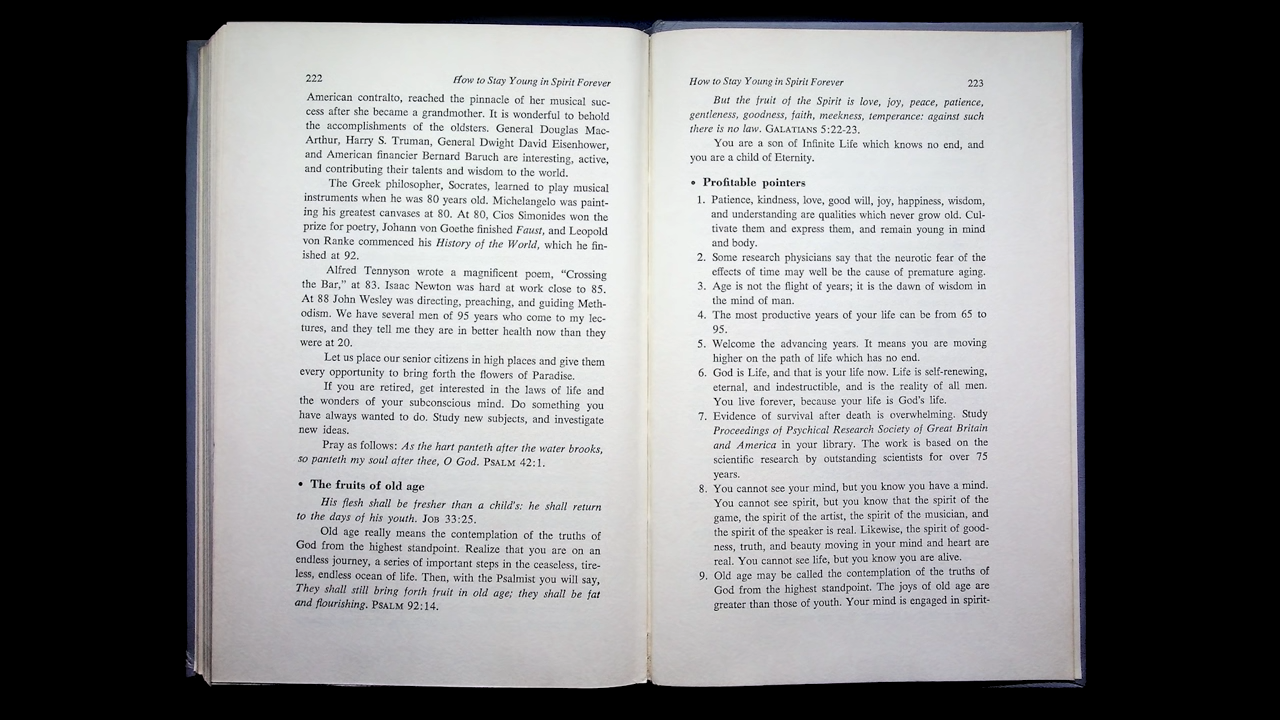 222
How to Stay Young in Spirit Forever
American contralto, reached the pinnacle of her musical suc-
cess after she became a grandmother. It is wonderful to behold
the accomplishments of the oldsters. General Douglas Mac-
Arthur, Harry S. Truman, General Dwight David Eisenhower,
and American financier Bernard Baruch are interesting, active,
and contributing their talents and wisdom to the world.
The Greek philosopher, Socrates, learned to play musical
instruments when he was 80 years old. Michelangelo was paint-
ing his greatest canvases at 80. At 80, Cios Simonides won the
prize for poetry, Johann von Goethe finished Faust, and Leopold
von Ranke commenced his History of the World, which he fin-
ished at 92.
Alfred Tennyson wrote a magnificent poem, “Crossing
the Bar,” at 83. Isaac Newton was hard at work close to 85.
At 88 John Wesley was directing, preaching, and guiding Meth-
odism. We have several men of 95 years who come to my lec-
tures, and they tell me they are in better health now than they
were at 20.
Let us place our senior citizens in high places and give them
every opportunity to bring forth the flowers of Paradise.
If you are retired, get interested in the laws of life and
the wonders of your subconscious mind. Do something you
have always wanted to do. Study new subjects, and investigate
new ideas.
Pray as follows: As the hart panteth after the water brooks,
so panteth my soul after thee, O God. PSALM 42:1.
• The fruits of old age
His flesh shall be fresher than a child's: he shall return
to the days of his youth. JOB 33:25.
Old age really means the contemplation of the truths of
God from the highest standpoint. Realize that you are on an
endless journey, a series of important steps in the ceaseless, tire-
less, endless ocean of life. Then, with the Psalmist you will say,
They shall still bring forth fruit in old age; they shall be fat
and flourishing. PSALM 92:14.
How to Stay Young in Spirit Forever
223
But the fruit of the Spirit is love, joy, peace, patience,
gentleness, goodness, faith, meekness, temperance: against such
there is no law. GALATIANS 5:22-23.
You are a son of Infinite Life which knows no end, and
you are a child of Eternity.
• Profitable pointers
1. Patience, kindness, love, good will, joy, happiness, wisdom,
and understanding are qualities which never grow old. Cul-
tivate them and express them, and remain young in mind
and body.
2. Some research physicians say that the neurotic fear of the
effects of time may well be the cause of premature aging.
3. Age is not the flight of years; it is the dawn of wisdom in
the mind of man.
4. The most productive years of your life can be from 65 to
95.
5. Welcome the advancing years. It means you are moving
higher on the path of life which has no end.
6. God is Life, and that is your life now. Life is self-renewing,
eternal, and indestructible, and is the reality of all men.
You live forever, because your life is God's life.
7. Evidence of survival after death is overwhelming. Study
Proceedings of Psychical Research Society of Great Britain
and America in your library. The work is based on the
scientific research by outstanding scientists for over 75
years.
8. You cannot see your mind, but you know you have a mind.
You cannot see spirit, but you know that the spirit of the
game, the spirit of the artist, the spirit of the musician, and
the spirit of the speaker is real. Likewise, the spirit of good-
ness, truth, and beauty moving in your mind and heart are
real. You cannot see life, but you know you are alive.
9. Old age may be called the contemplation of the truths of
God from the highest standpoint. The joys of old age are
greater than those of youth. Your mind is engaged in spirit-